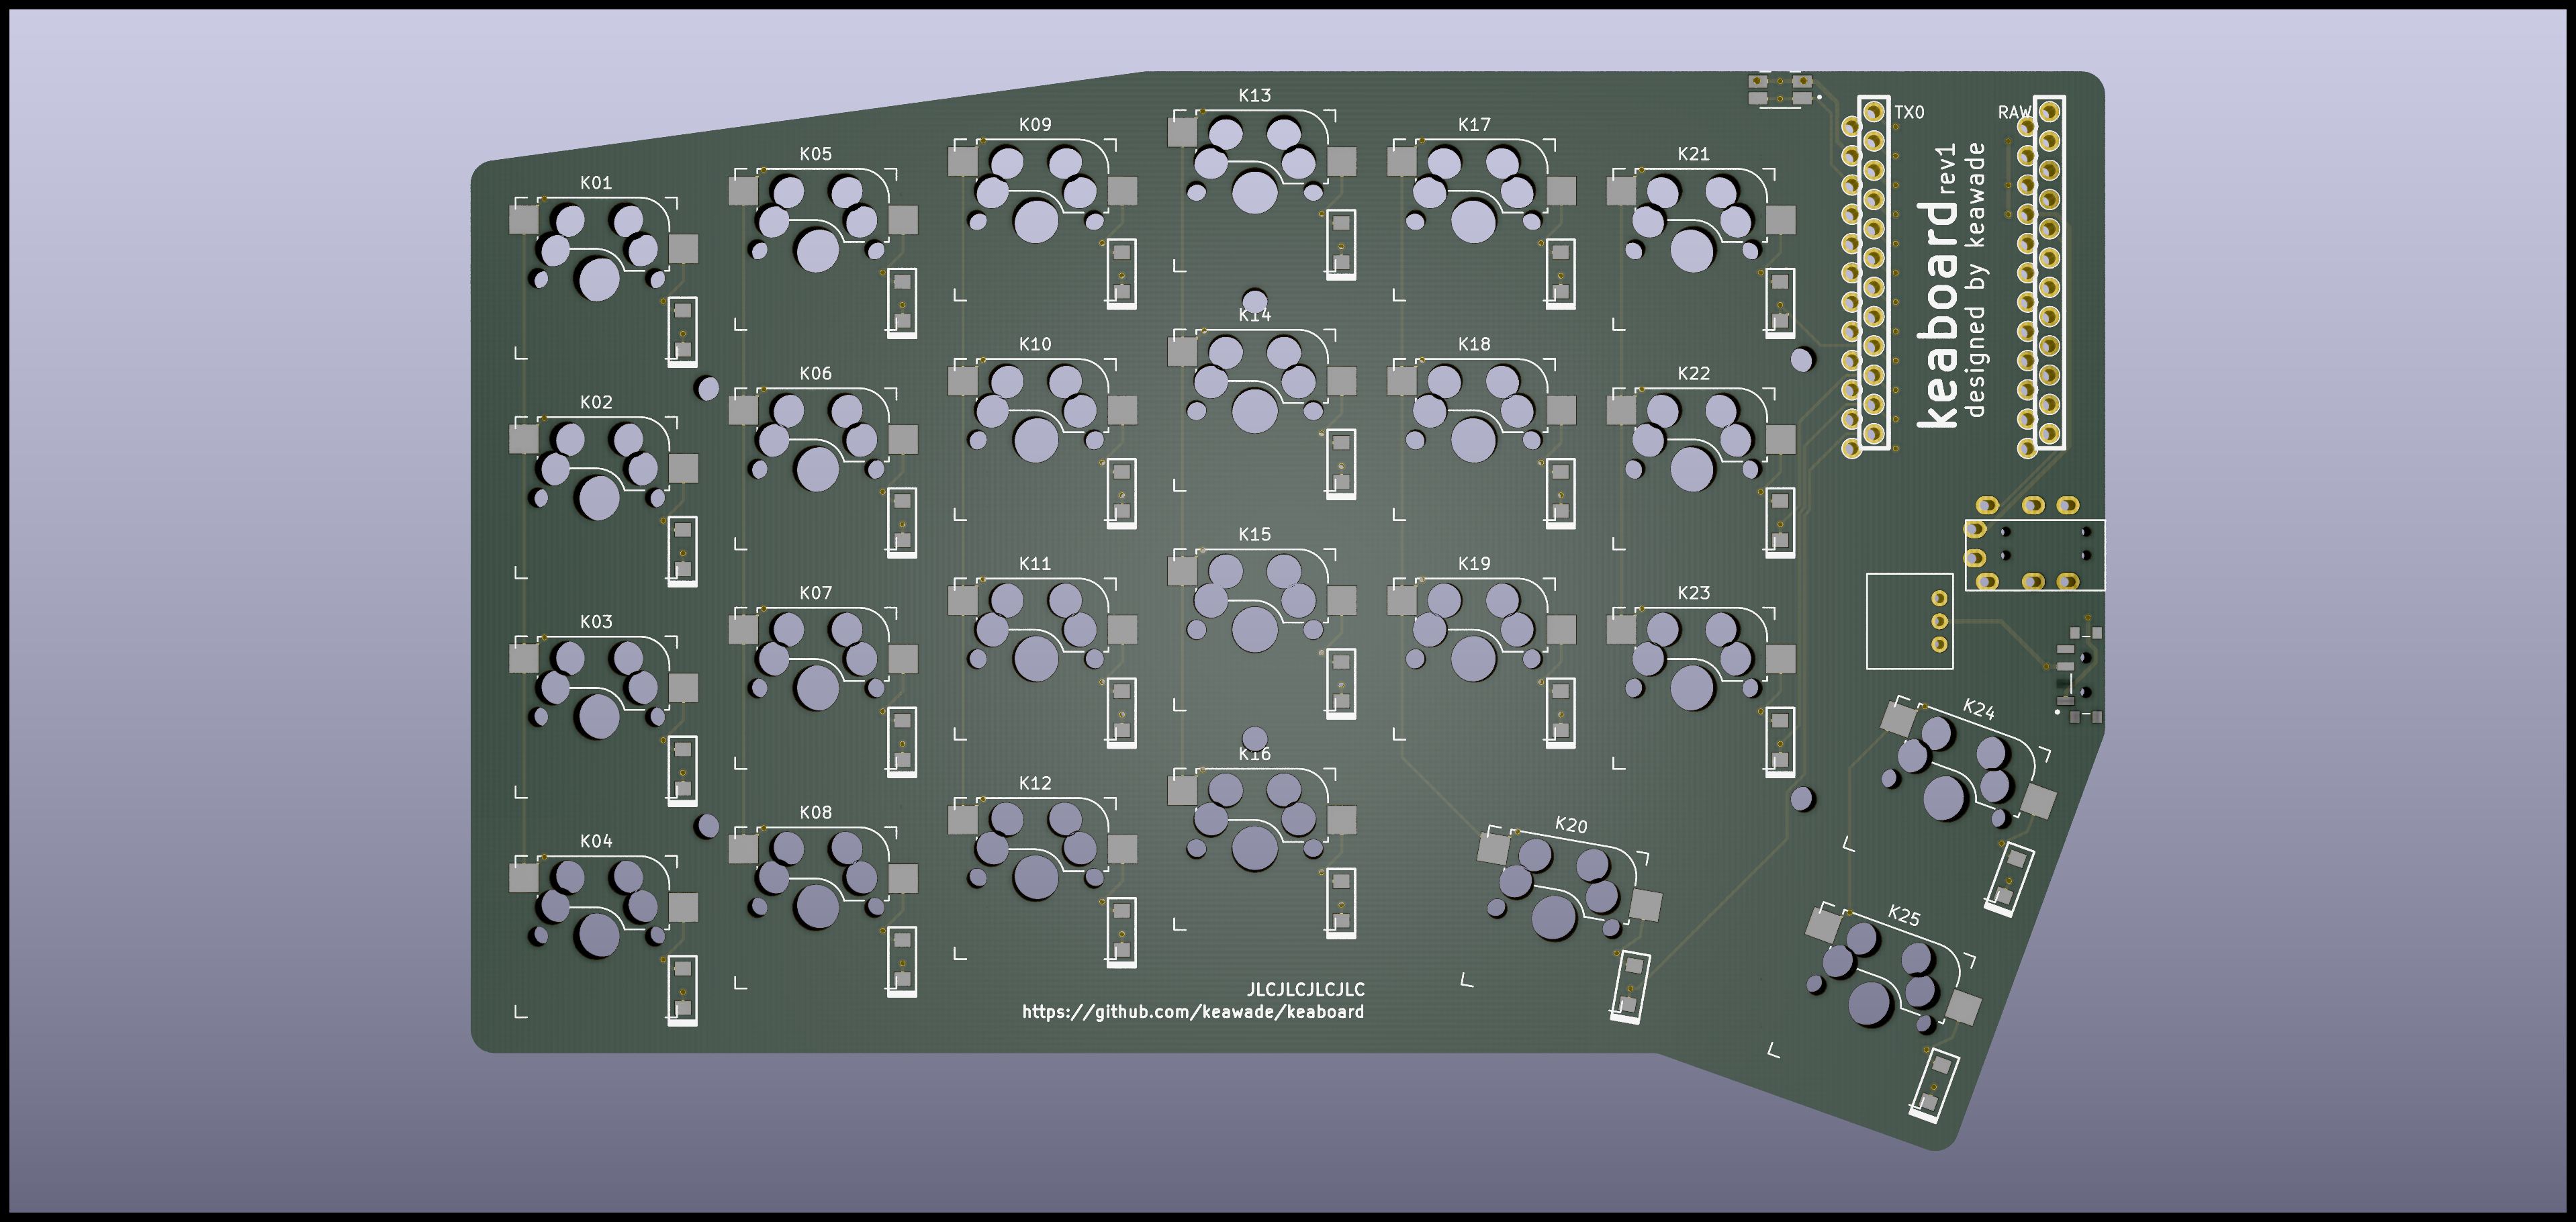 K01
K02
K03
K04
K05
K06
K07
K08
K09
K10
K11
K12
K13
K14
K15
K16
K17
K18
K19
K20
K21
K22
K23
K24
K25
TX0
RAW
keaboard rev1
designed by keawade
JLCJLCJLCJLC
https://github.com/keawade/keaboard